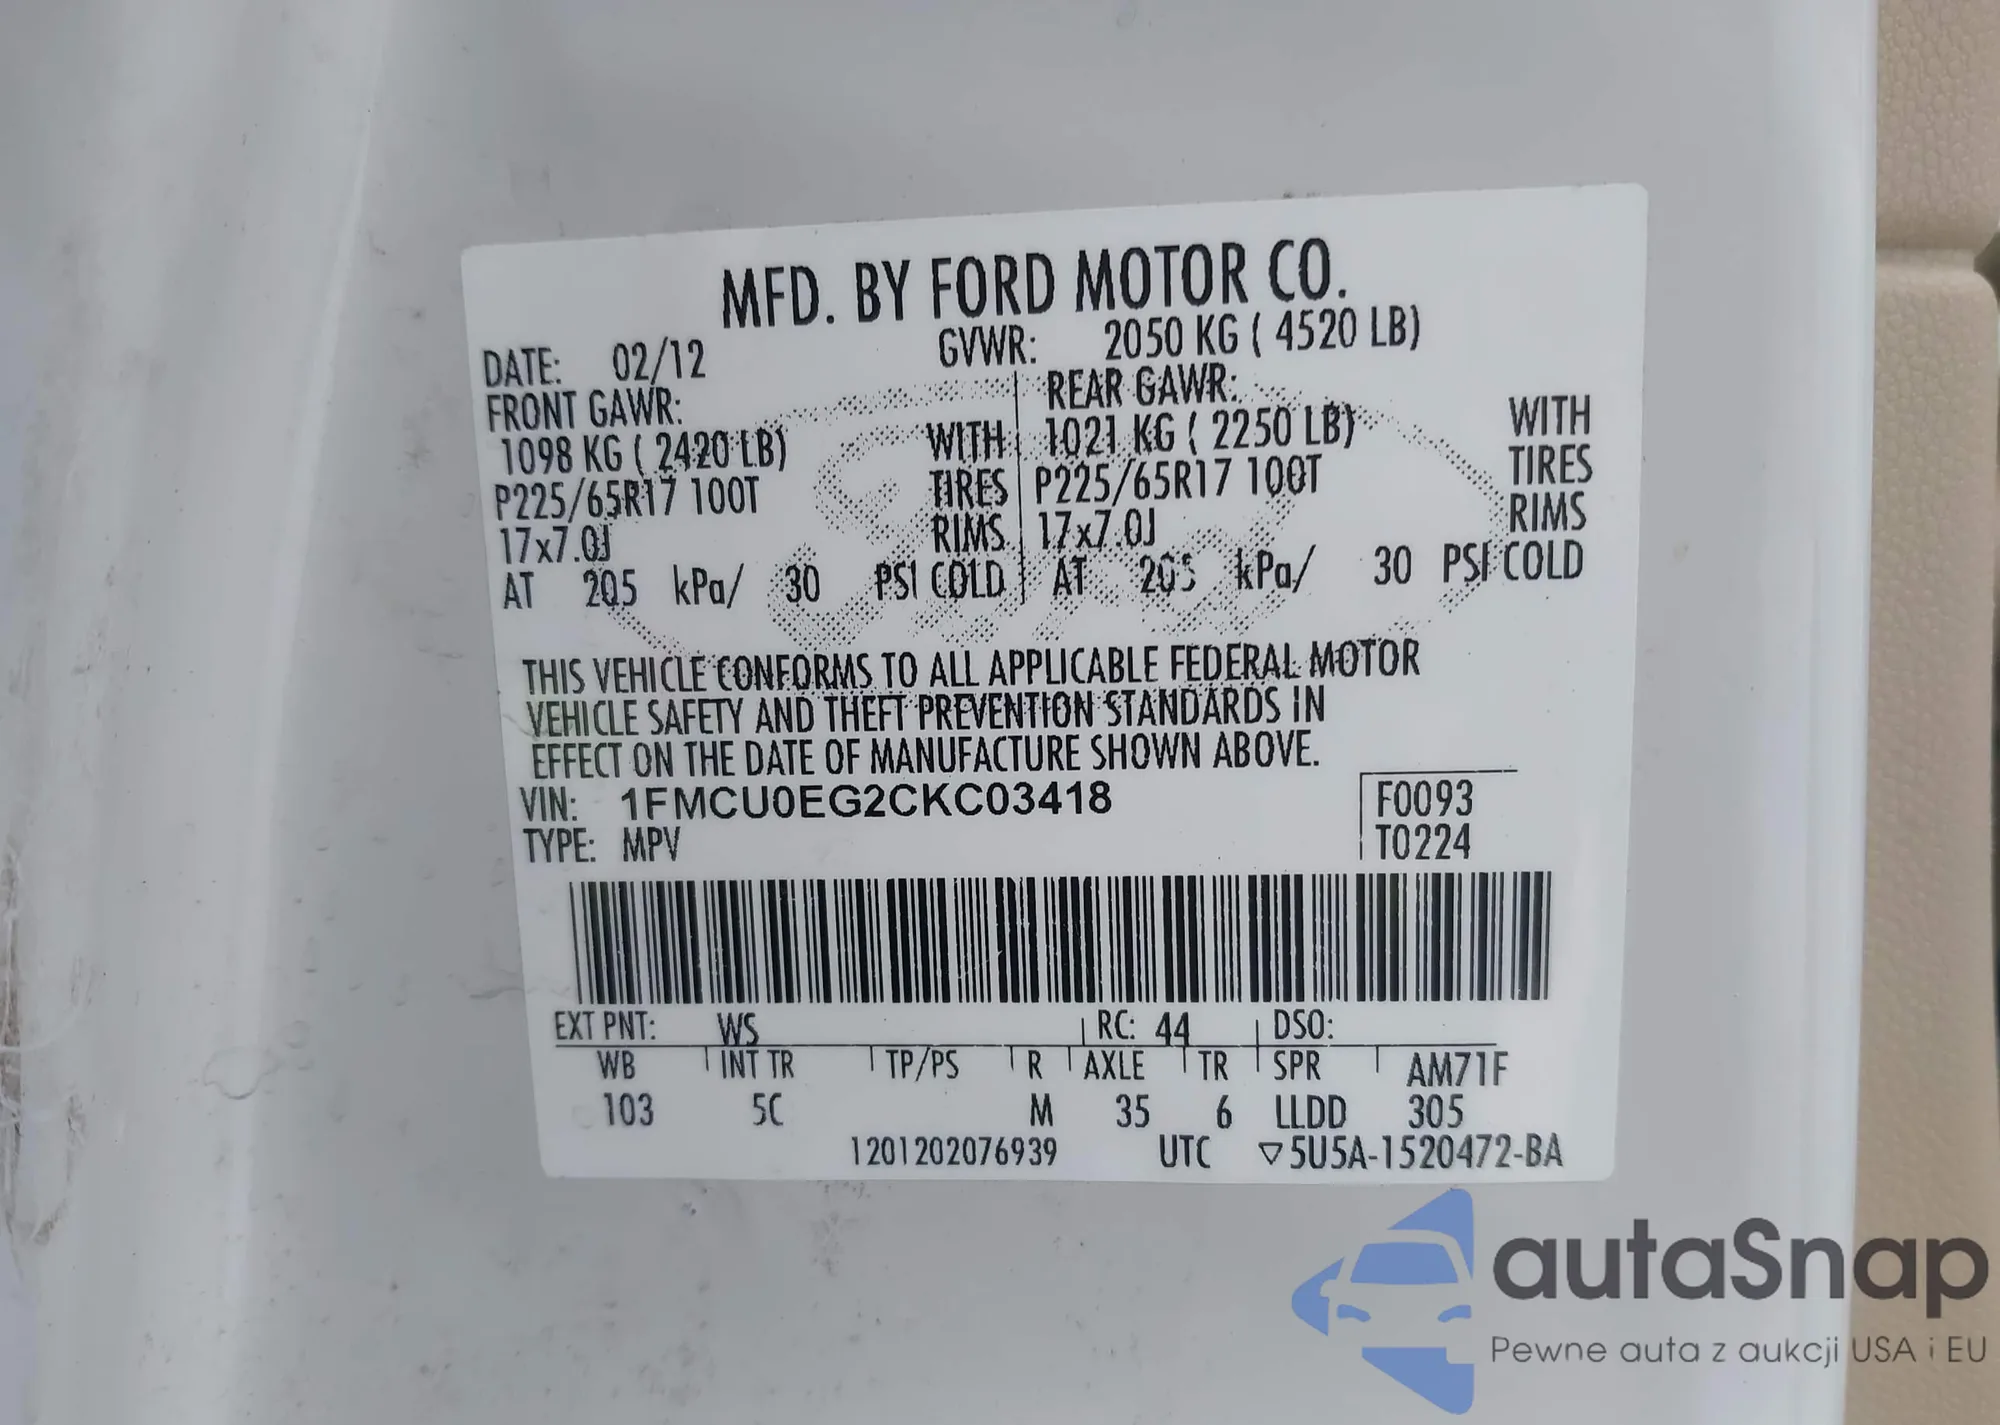 MFD. BY FORD MOTOR CO.
DATE: 02/12 GVWR: 2050 KG ( 4520 LB)
FRONT GAWR: REAR GAWR:
1098 KG ( 2420 LB) WITH 1021 KG ( 2250 LB) WITH
P225/65R17 100T TIRES P225/65R17 100T TIRES
17x7.0J RIMS 17x7.0J RIMS
AT 205 kPa/ 30 PSI COLD AT 205 kPa/ 30 PSI COLD
THIS VEHICLE CONFORMS TO ALL APPLICABLE FEDERAL MOTOR
VEHICLE SAFETY AND THEFT PREVENTION STANDARDS IN
EFFECT ON THE DATE OF MANUFACTURE SHOWN ABOVE.
VIN: 1FMCU0EG2CKC03418 F0093
TYPE: MPV T0224
EXT PNT: WS RC: 44 DSO:
WB INT TR TP/PS R AXLE TR SPR AM71F
103 5C M 35 6 LLDD 305
1201202076939 UTC ▽5U5A-1520472-BA
autaSnap
Pewne auta z aukcji USA i EU